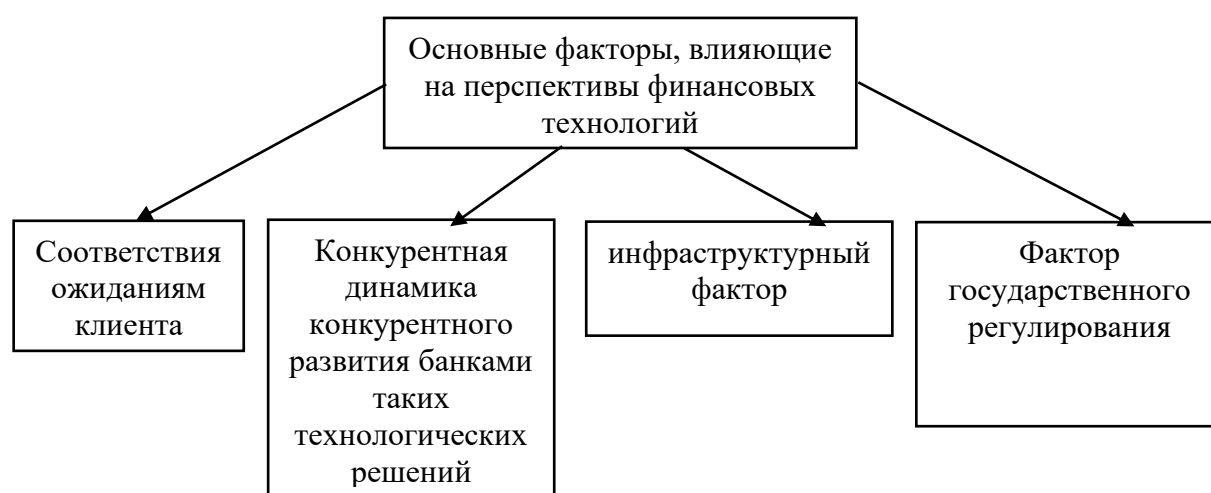 Основные факторы, влияющие
на перспективы финансовых
технологий
Соответствия
ожиданиям
клиента
Конкурентная
динамика
конкурентного
развития банками
таких
технологических
решений
инфраструктурный
фактор
Фактор
государственного
регулирования